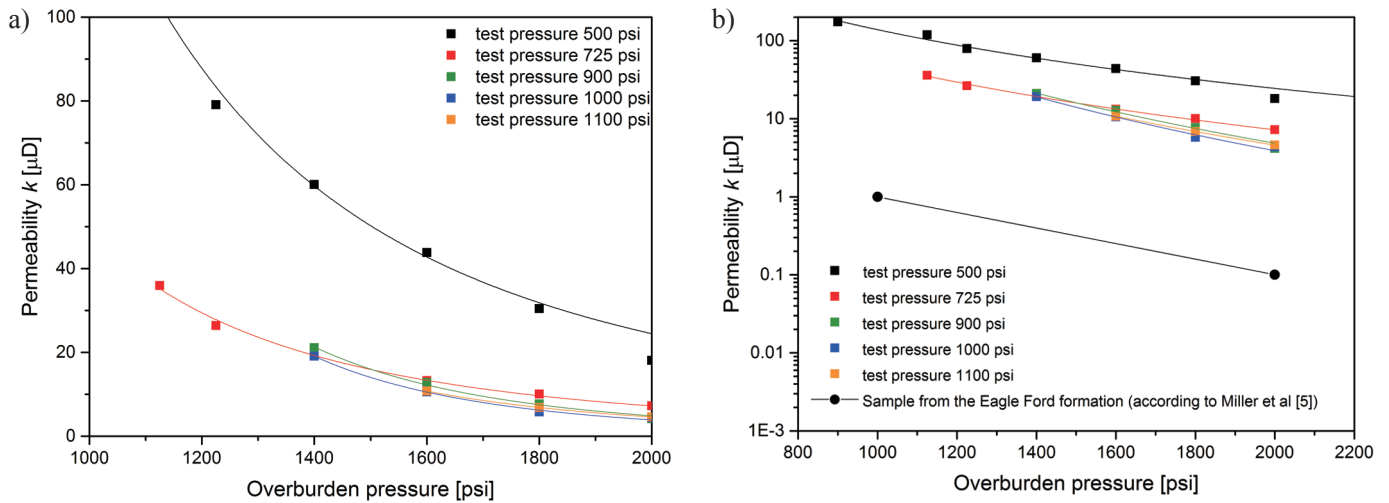 a)
100
80
60
40
20
0
Permeability k [µD]
1000 1200 1400 1600 1800 2000
Overburden pressure [psi]
test pressure 500 psi
test pressure 725 psi
test pressure 900 psi
test pressure 1000 psi
test pressure 1100 psi
b)
100
10
1
0.1
0.01
1E-3
Permeability k [µD]
800 1000 1200 1400 1600 1800 2000 2200
Overburden pressure [psi]
test pressure 500 psi
test pressure 725 psi
test pressure 900 psi
test pressure 1000 psi
test pressure 1100 psi
Sample from the Eagle Ford formation (according to Miller et al [5])